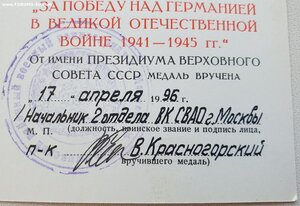 "ЗА ПОБЕДУ НАД ГЕРМАНИЕЙ
В ВЕЛИКОЙ ОТЕЧЕСТВЕННОЙ
ВОЙНЕ 1941—1945 гг."
От имени ПРЕЗИДИУМА ВЕРХОВНОГО
СОВЕТА СССР МЕДАЛЬ ВРУЧЕНА
„17" апреля 1996 г.
Начальник 2 отдела ВК СВАО г. Москвы
М. П. (должность, воинское звание и подпись лица,
п-к В. Красногорский
вручившего медаль)